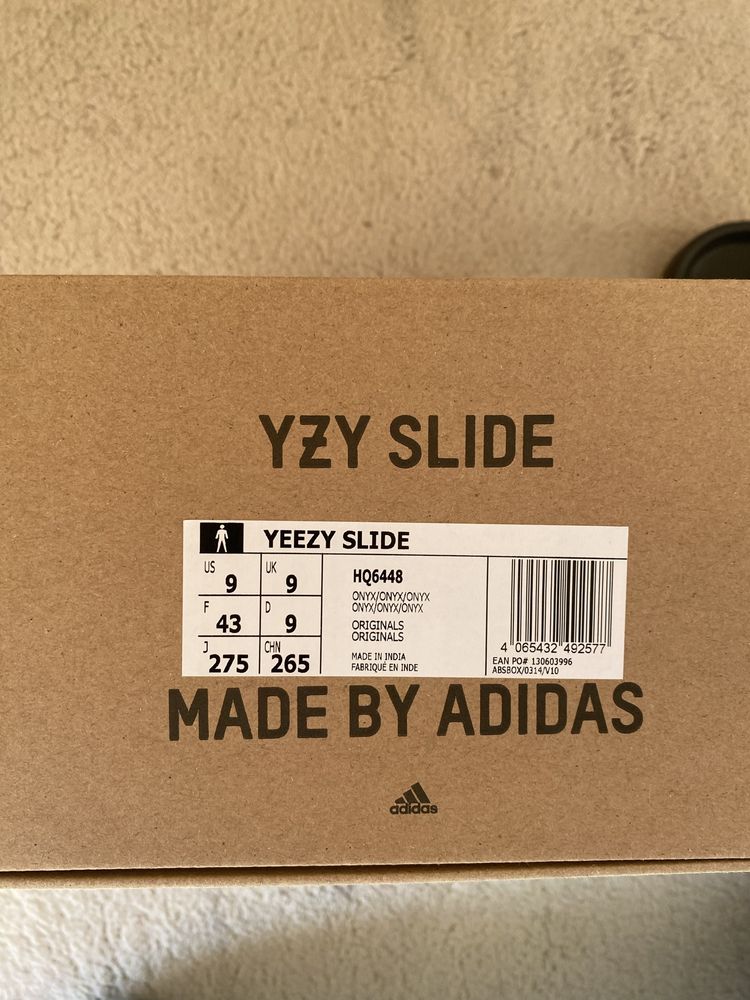 YZY SLIDE
YEEZY SLIDE
US 9 UK 9
F 43 D 9
J 275 CHN 265
HQ6448
ONYX/ONYX/ONYX
ONYX/ONYX/ONYX
ORIGINALS
ORIGINALS
MADE IN INDIA
FABRIQUÉ EN INDE
4 065432 492577
EAN PO# 130603996
ABSBOX/0314/V10
MADE BY ADIDAS
adidas